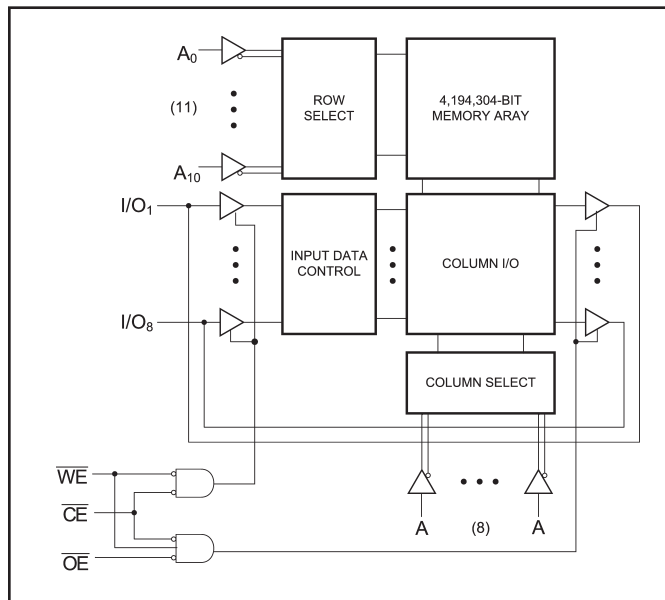 A0
(11)
A10
ROW
SELECT
4,194,304-BIT
MEMORY ARAY
I/O1
I/O8
INPUT DATA
CONTROL
COLUMN I/O
COLUMN SELECT
WE
CE
OE
A
(8)
A